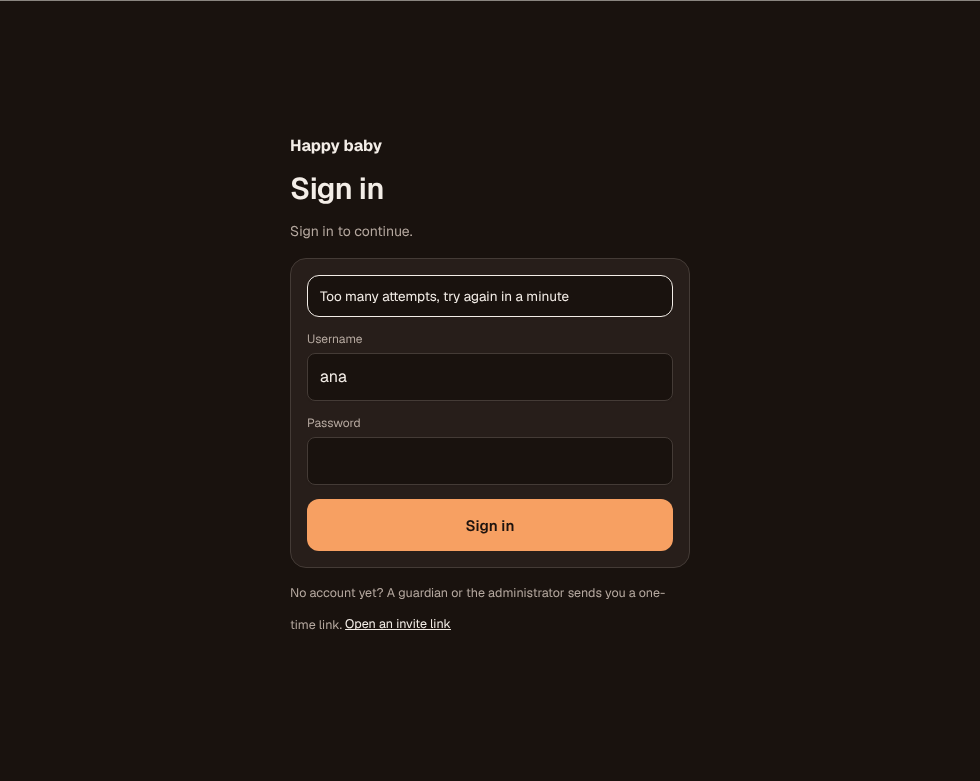 Happy baby
Sign in
Sign in to continue.
Too many attempts, try again in a minute
Username
ana
Password
Sign in
No account yet? A guardian or the administrator sends you a one-
time link. Open an invite link